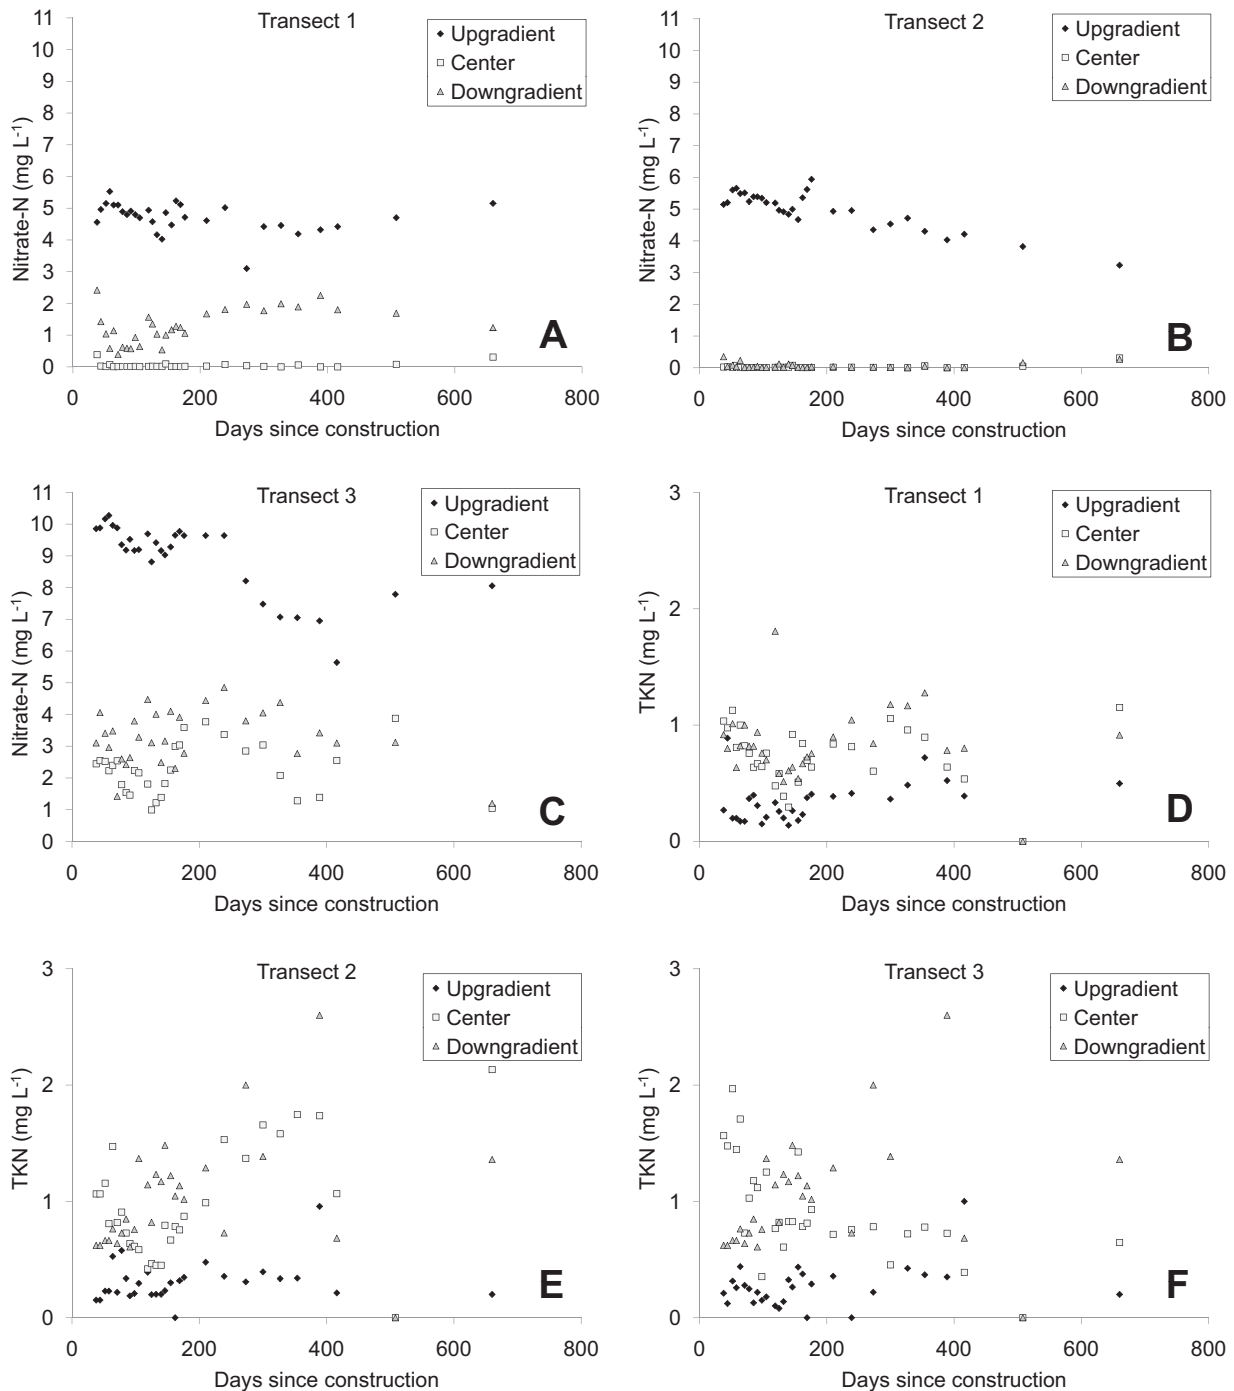 Transect 1
Upgradient
Center
Downgradient
11
10
9
8
7
6
5
4
3
2
1
0
Nitrate-N (mg L-1)
A
0 200 400 600 800
Days since construction
Transect 2
Upgradient
Center
Downgradient
11
10
9
8
7
6
5
4
3
2
1
0
Nitrate-N (mg L-1)
B
0 200 400 600 800
Days since construction
Transect 3
Upgradient
Center
Downgradient
11
10
9
8
7
6
5
4
3
2
1
0
Nitrate-N (mg L-1)
C
0 200 400 600 800
Days since construction
Transect 1
Upgradient
Center
Downgradient
3
2
1
0
TKN (mg L-1)
D
0 200 400 600 800
Days since construction
Transect 2
Upgradient
Center
Downgradient
3
2
1
0
TKN (mg L-1)
E
0 200 400 600 800
Days since construction
Transect 3
Upgradient
Center
Downgradient
3
2
1
0
TKN (mg L-1)
F
0 200 400 600 800
Days since construction